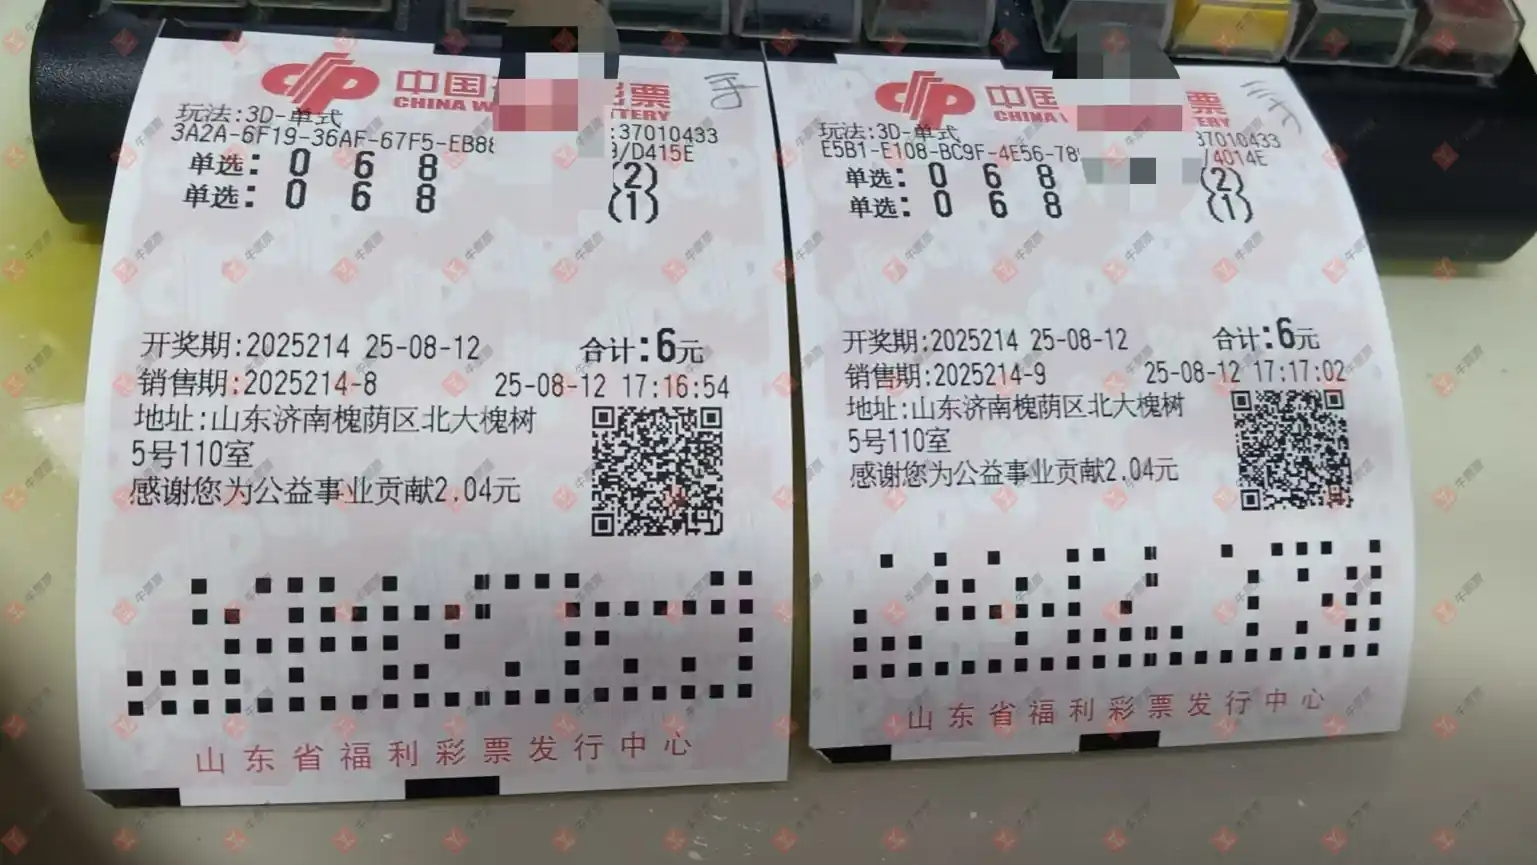 中国
CHINA W
彩票
TTERY
玩法:3D-单式
:37010433
3A2A-6F19-36AF-67F5-EB88
/D415E
单选: 0 6 8 (2)
单选: 0 6 8 (1)
开奖期:2025214 25-08-12 合计:6元
销售期:2025214-8 25-08-12 17:16:54
地址:山东济南槐荫区北大槐树
5号110室
感谢您为公益事业贡献2.04元
山东省福利彩票发行中心
中国
CHINA
票
ERY
玩法:3D-单式
37010433
E5B1-E108-BC9F-4E56-78
/4014E
单选: 0 6 8 (2)
单选: 0 6 8 (1)
开奖期:2025214 25-08-12 合计:6元
销售期:2025214-9 25-08-12 17:17:02
地址:山东济南槐荫区北大槐树
5号110室
感谢您为公益事业贡献2.04元
山东省福利彩票发行中心